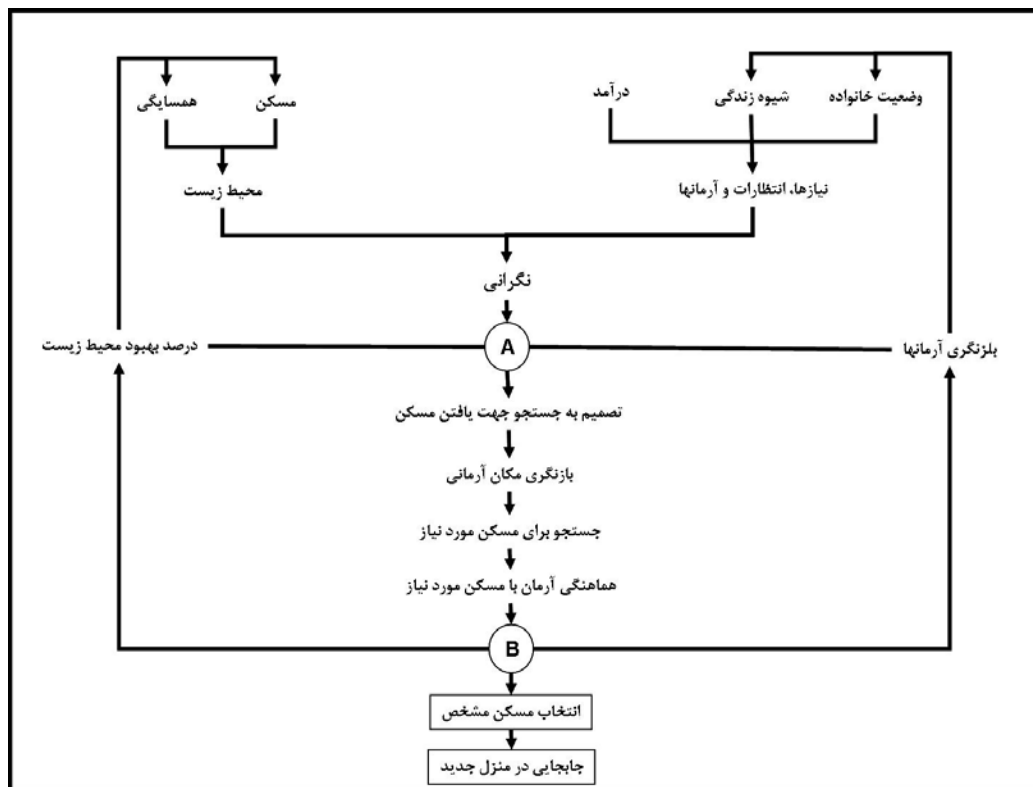 وضعیت خانواده
شیوه زندگی
درآمد
مسکن
همسایگی
نیازها، انتظارات و آرمانها
محیط زیست
نگرانی
بلزنگری آرمانها
A
درصد بهبود محیط زیست
تصمیم به جستجو جهت یافتن مسکن
بازنگری مکان آرمانی
جستجو برای مسکن مورد نیاز
هماهنگی آرمان با مسکن مورد نیاز
B
انتخاب مسکن مشخص
جابجایی در منزل جدید